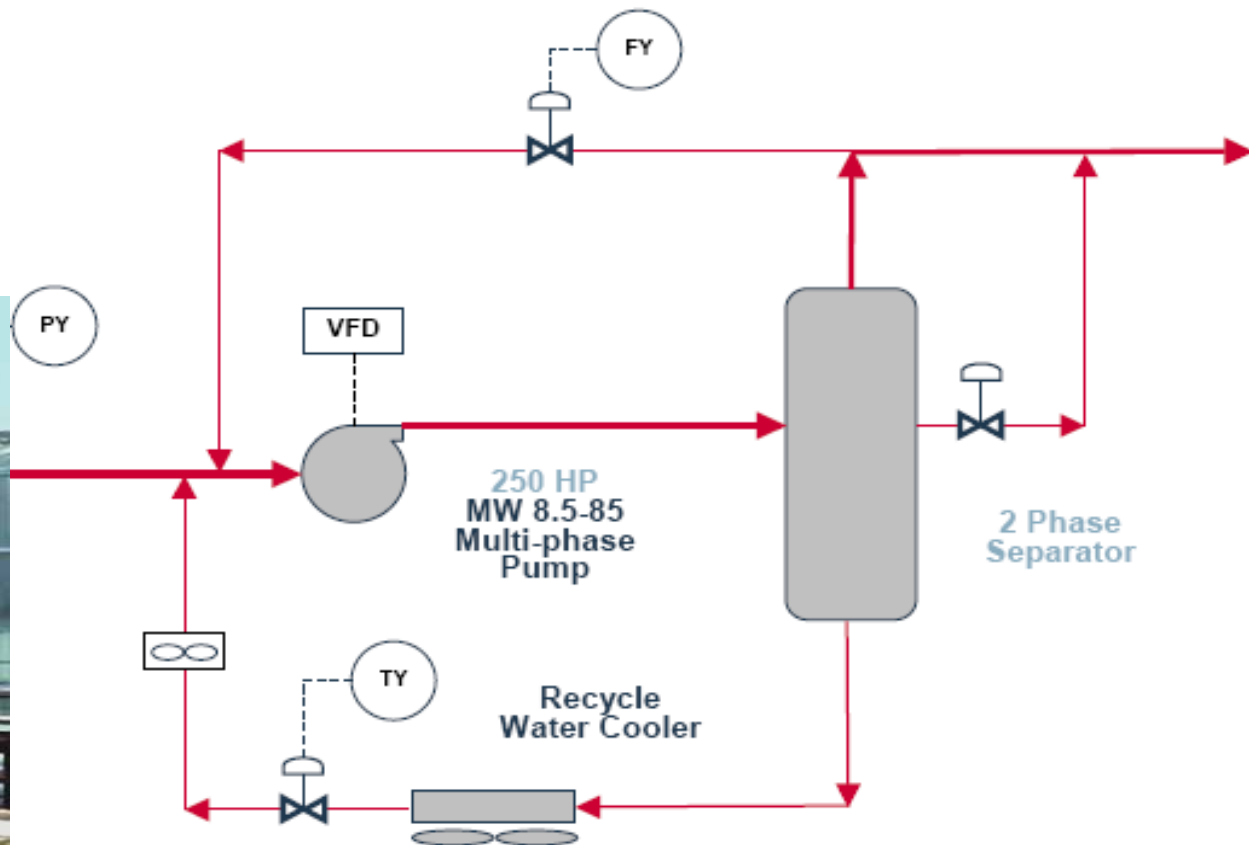 FY
PY
VFD
250 HP
MW 8.5-85
Multi-phase
Pump
2 Phase
Separator
TY
Recycle
Water Cooler